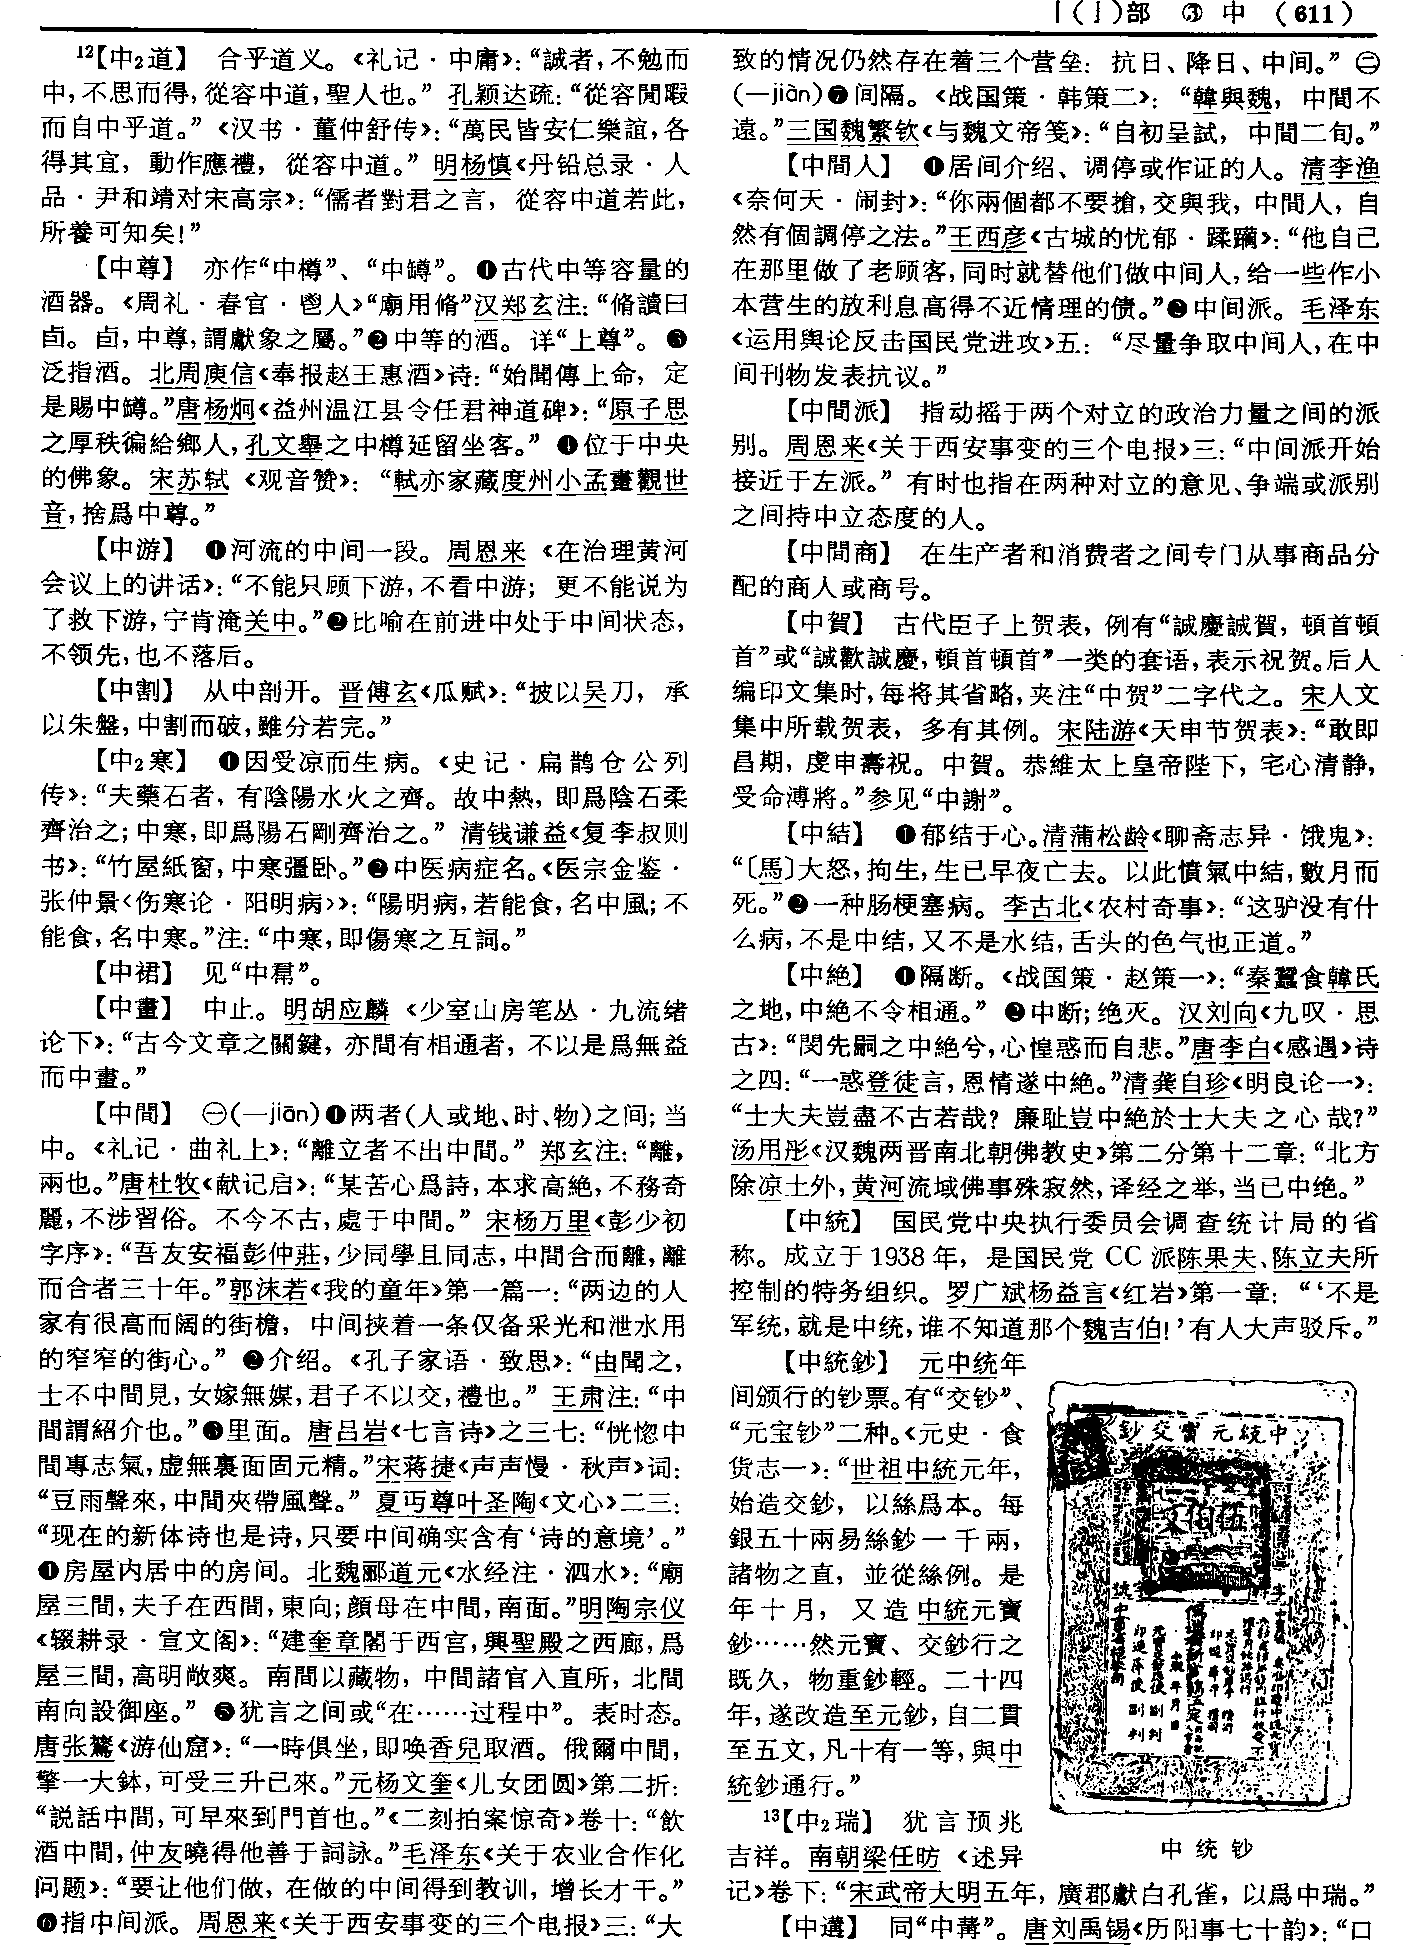 丨(亅)部 ③ 中 (611)
12【中2道】 合乎道义。《礼记·中庸》：“誠者，不勉而
中，不思而得，從容中道，聖人也。” 孔颖达疏：“從容閒暇
而自中乎道。”《汉书·董仲舒传》：“萬民皆安仁樂誼，各
得其宜，動作應禮，從容中道。” 明杨慎《丹铅总录·人
品·尹和靖对宋高宗》：“儒者對君之言，從容中道若此，
所養可知矣！”
【中尊】 亦作“中樽”、“中罇”。❶古代中等容量的
酒器。《周礼·春官·鬯人》“廟用脩”汉郑玄注：“脩讀曰
卣。卣，中尊，謂獻象之屬。”❷中等的酒。详“上尊”。❸
泛指酒。北周庾信《奉报赵王惠酒》诗：“始聞傳上命，定
是賜中罇。”唐杨炯《益州温江县令任君神道碑》：“原子思
之厚秩徧給鄉人，孔文舉之中樽延留坐客。” ❹位于中央
的佛象。宋苏轼《观音赞》：“軾亦家藏度州小孟畫觀世
音，捨爲中尊。”
【中游】 ❶河流的中间一段。周恩来《在治理黄河
会议上的讲话》：“不能只顾下游，不看中游；更不能说为
了救下游，宁肯淹关中。”❷比喻在前进中处于中间状态，
不领先，也不落后。
【中割】 从中剖开。晋傅玄《瓜赋》：“披以吴刀，承
以朱盤，中割而破，雖分若完。”
【中2寒】 ❶因受凉而生病。《史记·扁鹊仓公列
传》：“夫藥石者，有陰陽水火之齊。故中熱，即爲陰石柔
齊治之；中寒，即爲陽石剛齊治之。” 清钱谦益《复李叔则
书》：“竹屋紙窗，中寒彊卧。”❷中医病症名。《医宗金鉴·
张仲景〈伤寒论·阳明病〉》：“陽明病，若能食，名中風；不
能食，名中寒。”注：“中寒，即傷寒之互詞。”
【中裙】 见“中帬”。
【中畫】 中止。明胡应麟《少室山房笔丛·九流绪
论下》：“古今文章之關鍵，亦間有相通者，不以是爲無益
而中畫。”
【中間】 ㊀(一jiān)❶两者(人或地、时、物)之间；当
中。《礼记·曲礼上》：“離立者不出中間。” 郑玄注：“離，
兩也。”唐杜牧《献记启》：“某苦心爲詩，本求高絶，不務奇
麗，不涉習俗。不今不古，處于中間。” 宋杨万里《彭少初
字序》：“吾友安福彭仲莊，少同學且同志，中間合而離，離
而合者三十年。”郭沫若《我的童年》第一篇一：“两边的人
家有很高而阔的街檐，中间挟着一条仅备采光和泄水用
的窄窄的街心。” ❷介绍。《孔子家语·致思》：“由聞之，
士不中間見，女嫁無媒，君子不以交，禮也。” 王肃注：“中
間謂紹介也。”❸里面。唐吕岩《七言诗》之三七：“恍惚中
間專志氣，虚無裏面固元精。”宋蒋捷《声声慢·秋声》词：
“豆雨聲來，中間夾帶風聲。” 夏丏尊叶圣陶《文心》二三：
“现在的新体诗也是诗，只要中间确实含有‘诗的意境’。”
❹房屋内居中的房间。北魏郦道元《水经注·泗水》：“廟
屋三間，夫子在西間，東向；顏母在中間，南面。”明陶宗仪
《辍耕录·宣文阁》：“建奎章閣于西宫，興聖殿之西廊，爲
屋三間，高明敞爽。南間以藏物，中間諸官入直所，北間
南向設御座。” ❺犹言之间或“在……过程中”。表时态。
唐张鷟《游仙窟》：“一時俱坐，即唤香兒取酒。俄爾中間，
擎一大鉢，可受三升已來。”元杨文奎《儿女团圆》第二折：
“説話中間，可早來到門首也。”《二刻拍案惊奇》卷十：“飲
酒中間，仲友曉得他善于詞詠。”毛泽东《关于农业合作化
问题》：“要让他们做，在做的中间得到教训，增长才干。”
❻指中间派。周恩来《关于西安事变的三个电报》三：“大
致的情况仍然存在着三个营垒：抗日、降日、中间。” ㊁
(一jiàn)❼间隔。《战国策·韩策二》：“韓與魏，中間不
遠。”三国魏繁钦《与魏文帝笺》：“自初呈試，中間二旬。”
【中間人】 ❶居间介绍、调停或作证的人。清李渔
《奈何天·闹封》：“你兩個都不要搶，交與我，中間人，自
然有個調停之法。”王西彦《古城的忧郁·蹂躏》：“他自己
在那里做了老顾客，同时就替他们做中间人，给一些作小
本营生的放利息高得不近情理的债。”❷中间派。毛泽东
《运用舆论反击国民党进攻》五：“尽量争取中间人，在中
间刊物发表抗议。”
【中間派】 指动摇于两个对立的政治力量之间的派
别。周恩来《关于西安事变的三个电报》三：“中间派开始
接近于左派。” 有时也指在两种对立的意见、争端或派别
之间持中立态度的人。
【中間商】 在生产者和消费者之间专门从事商品分
配的商人或商号。
【中賀】 古代臣子上贺表，例有“誠慶誠賀，頓首頓
首”或“誠歡誠慶，頓首頓首”一类的套语，表示祝贺。后人
编印文集时，每将其省略，夹注“中贺”二字代之。宋人文
集中所载贺表，多有其例。宋陆游《天申节贺表》：“敢即
昌期，虔申壽祝。中賀。恭維太上皇帝陛下，宅心清静，
受命溥將。”参见“中謝”。
【中結】 ❶郁结于心。清蒲松龄《聊斋志异·饿鬼》：
“〔馬〕大怒，拘生，生已早夜亡去。以此憤氣中結，數月而
死。”❷一种肠梗塞病。李古北《农村奇事》：“这驴没有什
么病，不是中结，又不是水结，舌头的色气也正道。”
【中絶】 ❶隔断。《战国策·赵策一》：“秦蠶食韓氏
之地，中絶不令相通。” ❷中断；绝灭。汉刘向《九叹·思
古》：“閔先嗣之中絶兮，心惶惑而自悲。”唐李白《感遇》诗
之四：“一惑登徒言，恩情遂中絶。”清龚自珍《明良论一》：
“士大夫豈盡不古若哉？廉耻豈中絶於士大夫之心哉？”
汤用彤《汉魏两晋南北朝佛教史》第二分第十二章：“北方
除凉土外，黄河流域佛事殊寂然，译经之举，当已中绝。”
【中統】 国民党中央执行委员会调查统计局的省
称。成立于1938年，是国民党 CC 派陈果夫、陈立夫所
控制的特务组织。罗广斌杨益言《红岩》第一章：“‘不是
军统，就是中统，谁不知道那个魏吉伯！’有人大声驳斥。”
【中統鈔】 元中统年
间颁行的钞票。有“交钞”、
“元宝钞”二种。《元史·食
货志一》：“世祖中統元年，
始造交鈔，以絲爲本。每
銀五十兩易絲鈔一千兩，
諸物之直，並從絲例。是
年十月，又造中統元寶
鈔……然元寶、交鈔行之
既久，物重鈔輕。二十四
年，遂改造至元鈔，自二貫
至五文，凡十有一等，與中
統鈔通行。”
13【中2瑞】 犹言预兆
吉祥。南朝梁任昉《述异
记》卷下：“宋武帝大明五年，廣郡獻白孔雀，以爲中瑞。”
【中遘】 同“中冓”。唐刘禹锡《历阳事七十韵》：“口
中統元寶交鈔
伍伯文
中统钞